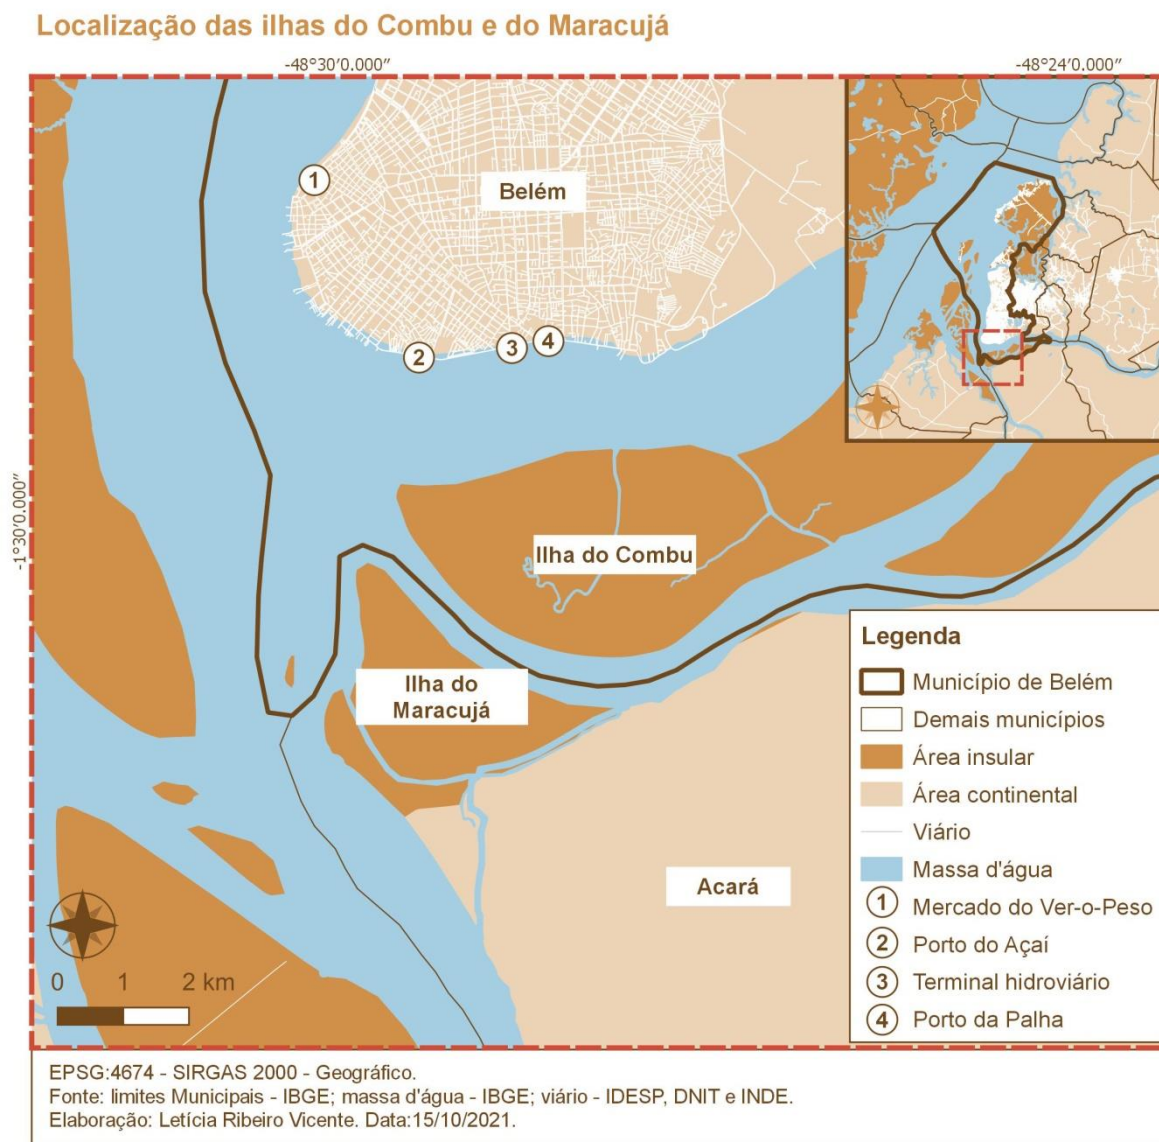 Localização das ilhas do Combu e do Maracujá
-48°30′0.000″
-48°24′0.000″
-1°30′0.000″
1
Belém
2
3
4
Ilha do Combu
Ilha do
Maracujá
Acará
0 1 2 km
Legenda
Município de Belém
Demais municípios
Área insular
Área continental
Viário
Massa d'água
1 Mercado do Ver-o-Peso
2 Porto do Açaí
3 Terminal hidroviário
4 Porto da Palha
EPSG:4674 - SIRGAS 2000 - Geográfico.
Fonte: limites Municipais - IBGE; massa d'água - IBGE; viário - IDESP, DNIT e INDE.
Elaboração: Letícia Ribeiro Vicente. Data:15/10/2021.